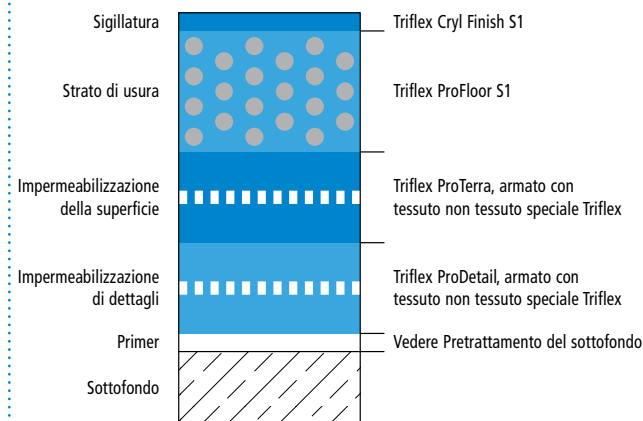 Sigillatura
Triflex Cryl Finish S1
Strato di usura
Triflex ProFloor S1
Impermeabilizzazione
della superficie
Triflex ProTerra, armato con
tessuto non tessuto speciale Triflex
Impermeabilizzazione
di dettagli
Triflex ProDetail, armato con
tessuto non tessuto speciale Triflex
Primer
Vedere Pretrattamento del sottofondo
Sottofondo